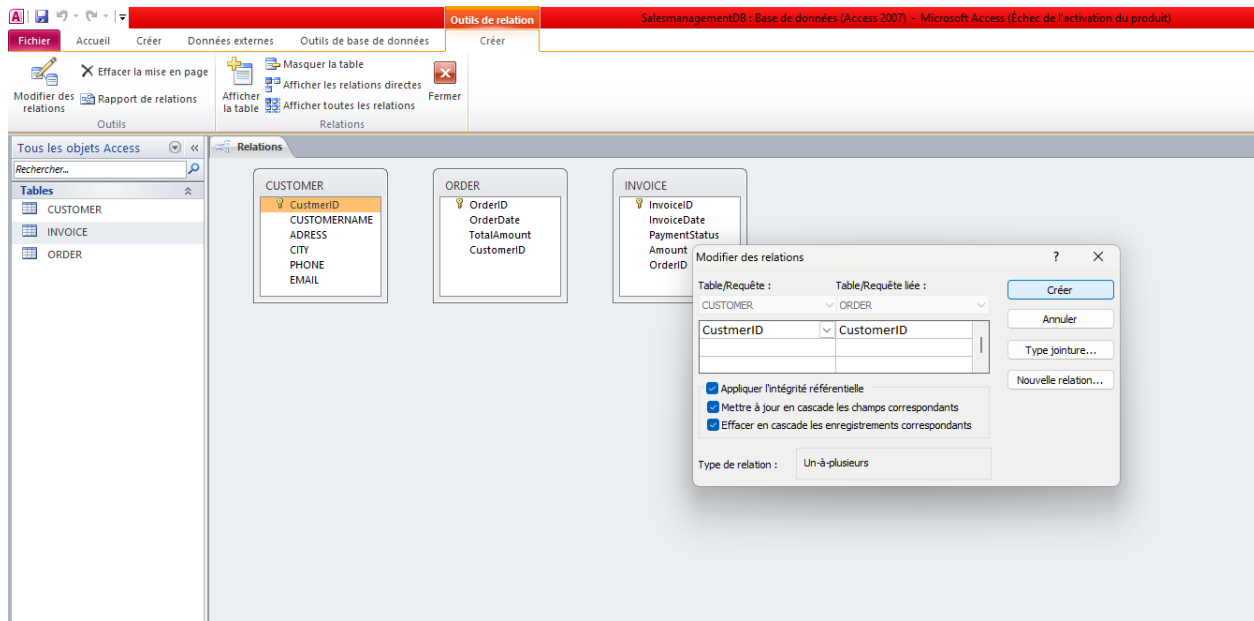 Outils de relation
SalesmanagementDB : Base de données (Access 2007) - Microsoft Access (Échec de l'activation du produit)
Fichier Accueil Créer Données externes Outils de base de données Créer
Modifier des relations
Effacer la mise en page
Rapport de relations
Outils
Afficher la table
Masquer la table
Afficher les relations directes
Afficher toutes les relations
Fermer
Relations
Tous les objets Access
Rechercher...
Tables
CUSTOMER
INVOICE
ORDER
Relations
CUSTOMER
CustmerID
CUSTOMERNAME
ADRESS
CITY
PHONE
EMAIL
ORDER
OrderID
OrderDate
TotalAmount
CustomerID
INVOICE
InvoiceID
InvoiceDate
PaymentStatus
Amount
OrderID
Modifier des relations ?
Table/Requête : Table/Requête liée :
CUSTOMER ORDER
CustmerID CustomerID
Appliquer l'intégrité référentielle
Mettre à jour en cascade les champs correspondants
Effacer en cascade les enregistrements correspondants
Type de relation : Un-à-plusieurs
Créer
Annuler
Type jointure...
Nouvelle relation...